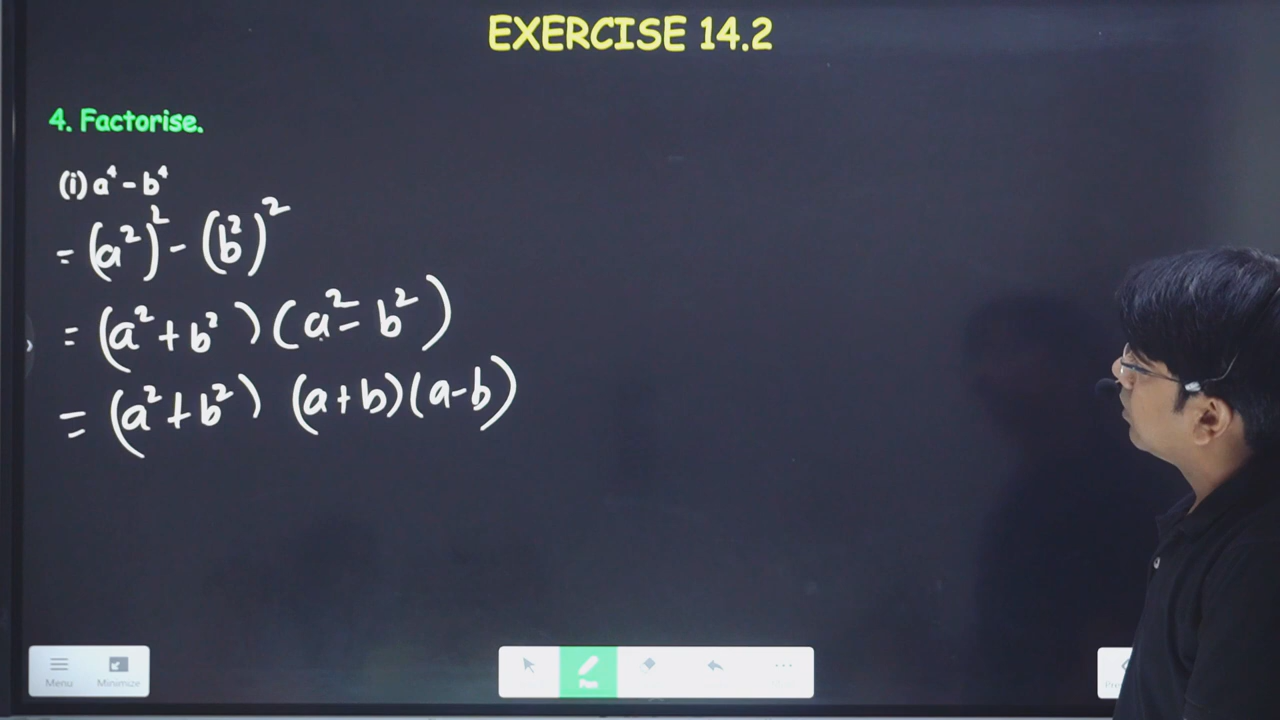 EXERCISE 14.2
4. Factorise.
(i) a⁴ - b⁴
= (a²)² - (b²)²
= (a² + b²) (a² - b²)
= (a² + b²) (a + b) (a - b)
Menu
Minimize
Pen